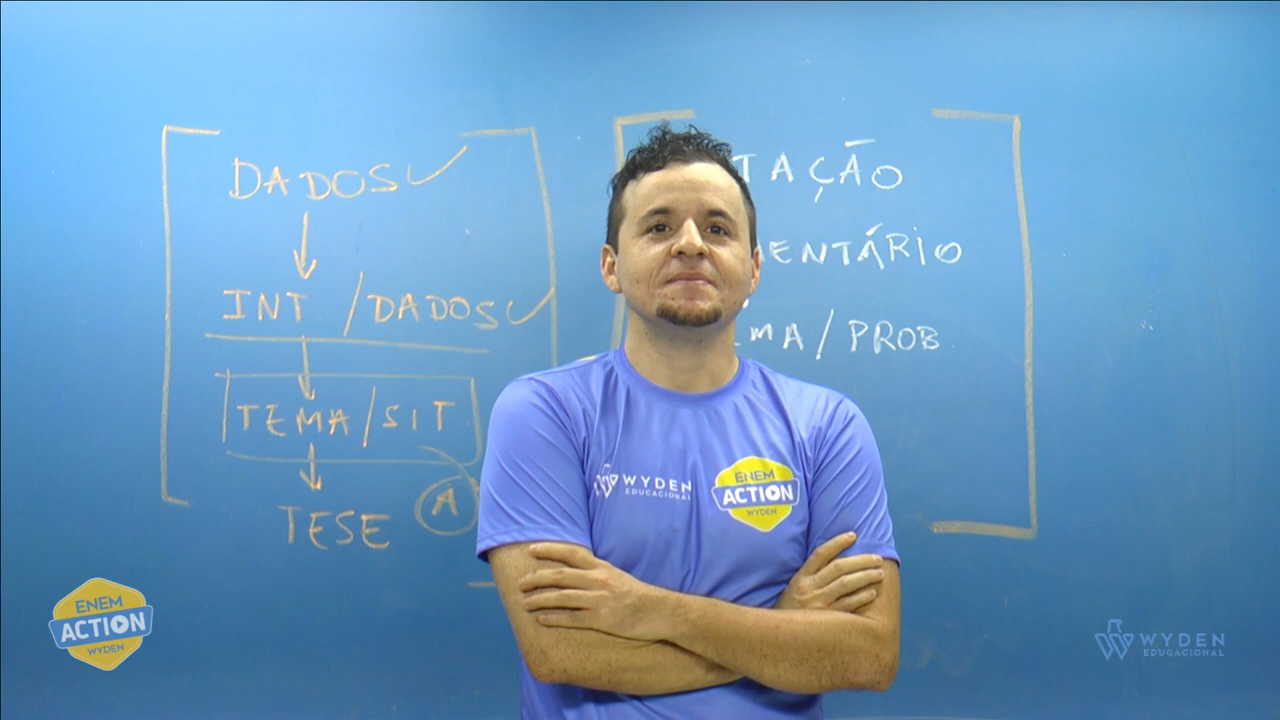 DADOS
INT / DADOS
TEMA / SIT
A
TESE
TAÇÃO
ENTÁRIO
MA / PROB.
WYDEN
EDUCACIONAL
ENEM
ACTION
WYDEN
ENEM
ACTION
WYDEN
WYDEN
EDUCACIONAL